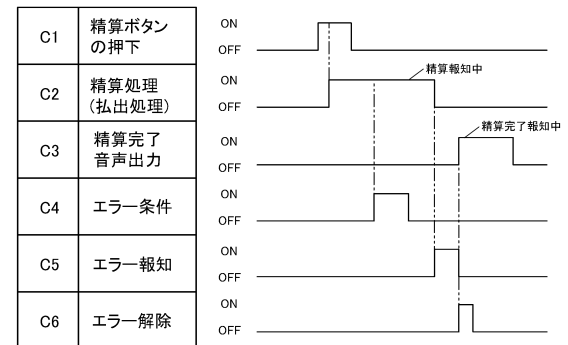 C1
精算ボタン
の押下
ON
OFF
C2
精算処理
(払出処理)
ON
OFF
精算報知中
C3
精算完了
音声出力
ON
OFF
精算完了報知中
C4
エラー条件
ON
OFF
C5
エラー報知
ON
OFF
C6
エラー解除
ON
OFF